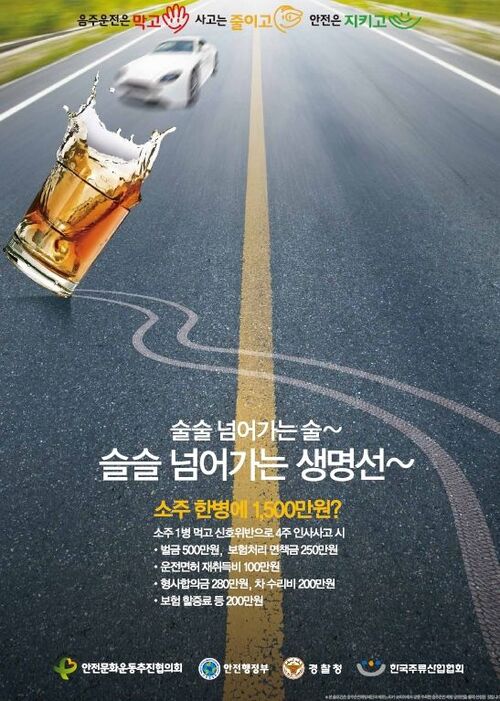 음주운전은 막고 사고는 줄이고 안전은 지키고
술술 넘어가는 술~
슬슬 넘어가는 생명선~
소주 한병에 1,500만원?
소주 1병 먹고 신호위반으로 4주 인사사고 시
• 벌금 500만원, 보험처리 면책금 250만원
• 운전면허 재취득비 100만원
• 형사합의금 280만원, 차 수리비 200만원
• 보험 할증료 등 200만원
안전문화운동추진협의회 안전행정부 경찰청 한국주류산업협회